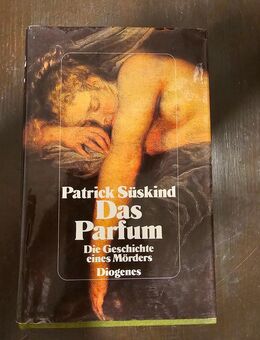 Patrick Süskind
Das
Parfum
Die Geschichte
eines Mörders
Diogenes